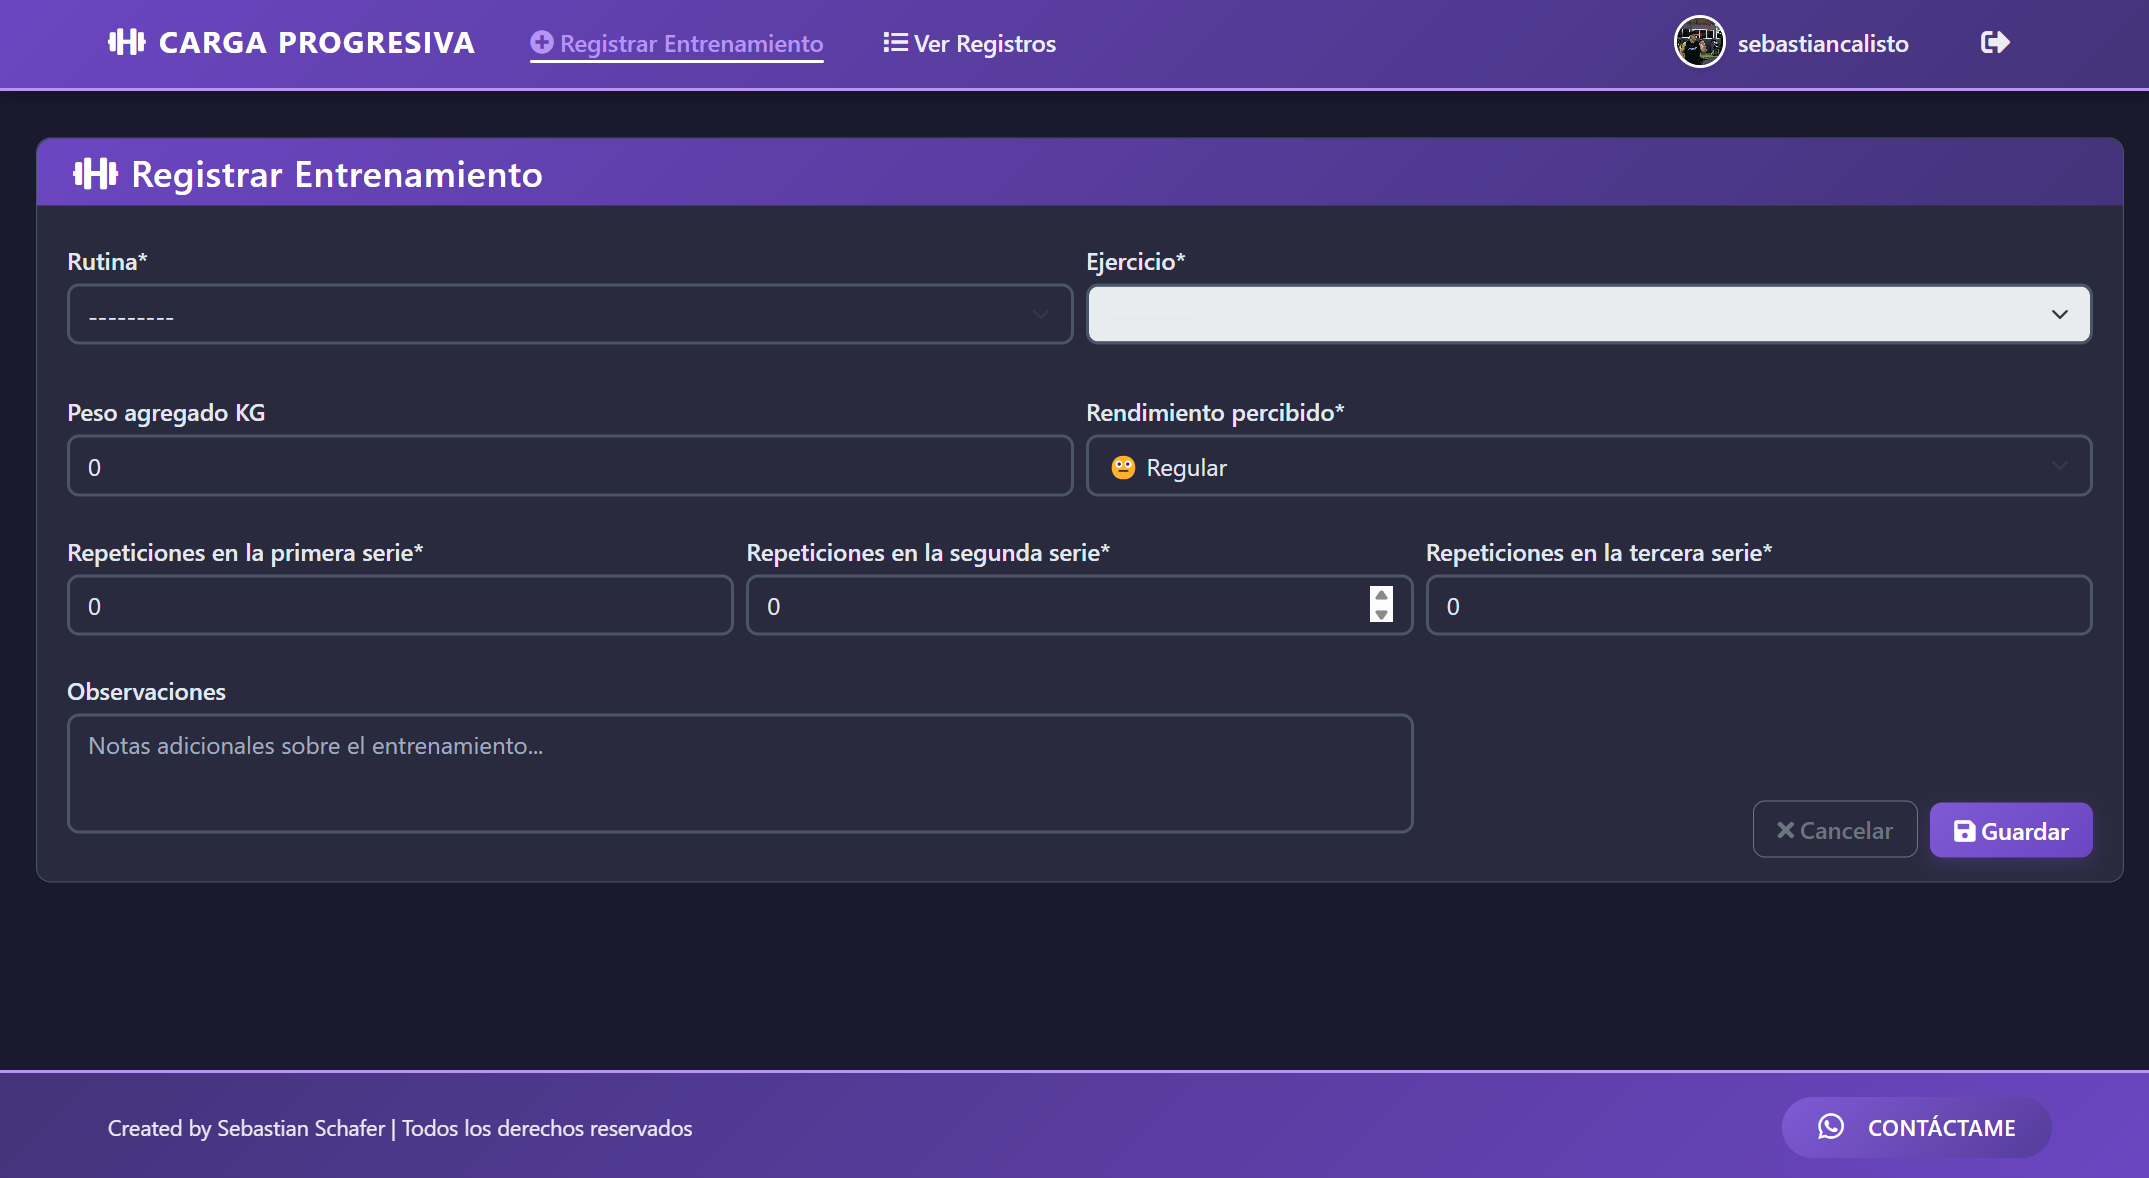 CARGA PROGRESIVA
Registrar Entrenamiento
Ver Registros
sebastiancalisto
Registrar Entrenamiento
Rutina*
Ejercicio*
---------
Peso agregado KG
Rendimiento percibido*
0
😐 Regular
Repeticiones en la primera serie*
Repeticiones en la segunda serie*
Repeticiones en la tercera serie*
0
0
0
Observaciones
Notas adicionales sobre el entrenamiento...
Cancelar
Guardar
Created by Sebastian Schafer | Todos los derechos reservados
CONTÁCTAME